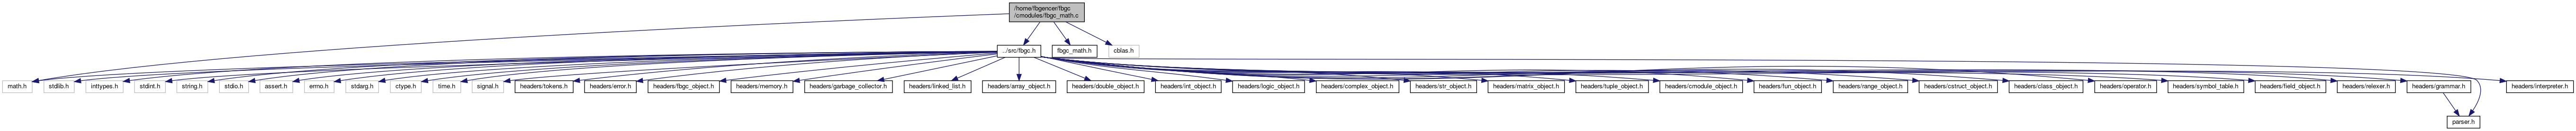 /home/fbgencer/fbgc
/cmodules/fbgc_math.c
../src/fbgc.h
fbgc_math.h
cblas.h
math.h
stdlib.h
inttypes.h
stdint.h
string.h
stdio.h
assert.h
errno.h
stdarg.h
ctype.h
time.h
signal.h
headers/tokens.h
headers/error.h
headers/fbgc_object.h
headers/memory.h
headers/garbage_collector.h
headers/linked_list.h
headers/array_object.h
headers/double_object.h
headers/int_object.h
headers/logic_object.h
headers/complex_object.h
headers/str_object.h
headers/matrix_object.h
headers/tuple_object.h
headers/cmodule_object.h
headers/fun_object.h
headers/range_object.h
headers/cstruct_object.h
headers/class_object.h
headers/operator.h
headers/symbol_table.h
headers/field_object.h
headers/relexer.h
headers/grammar.h
headers/interpreter.h
parser.h